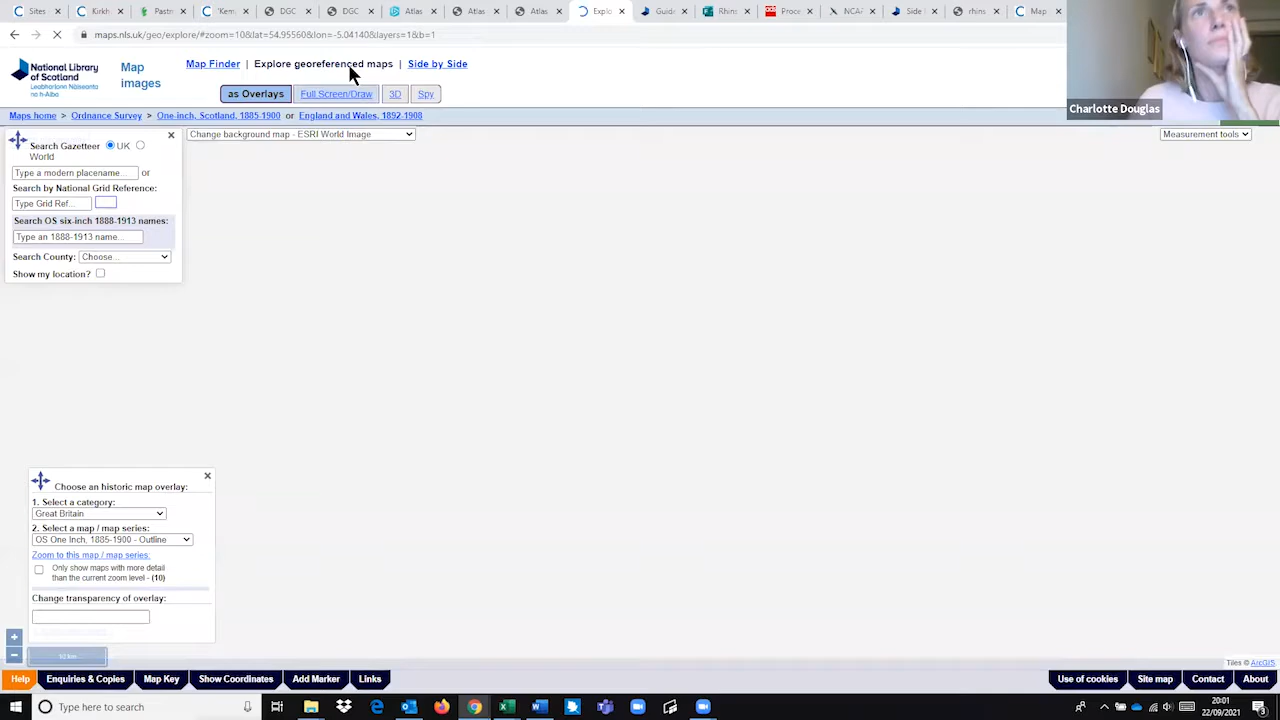 Sites
Kirkh
Pastm
'Kem
DGC
DGC
Atlas
Atlas
Atlas
Explo
Guide
Rhins
Proce
NCAP
Side
rhins
Map
maps.nls.uk/geo/explore/#zoom=10&lat=54.95560&lon=-5.04140&layers=1&b=1
National Library
of Scotland
Leabharlann Nàiseanta
na h-Alba
Map
images
Map Finder | Explore georeferenced maps | Side by Side
as Overlays Full Screen/Draw 3D Spy
Charlotte Douglas
Maps home > Ordnance Survey > One-inch, Scotland, 1885-1900 or England and Wales, 1892-1908
Change background map - ESRI World Image
Measurement tools
Search Gazetteer UK
World
Type a modern placename... or
Search by National Grid Reference:
Type Grid Ref...
Search OS six-inch 1888-1913 names:
Type an 1888-1913 name...
Search County: Choose...
Show my location?
Choose an historic map overlay:
1. Select a category:
Great Britain
2. Select a map / map series:
OS One Inch, 1885-1900 - Outline
Zoom to this map / map series:
Only show maps with more detail
than the current zoom level - (10)
Change transparency of overlay:
+
−
10 km
Tiles © ArcGIS
Help Enquiries & Copies Map Key Show Coordinates Add Marker Links Use of cookies Site map Contact About
Type here to search
20:01
22/09/2021
3